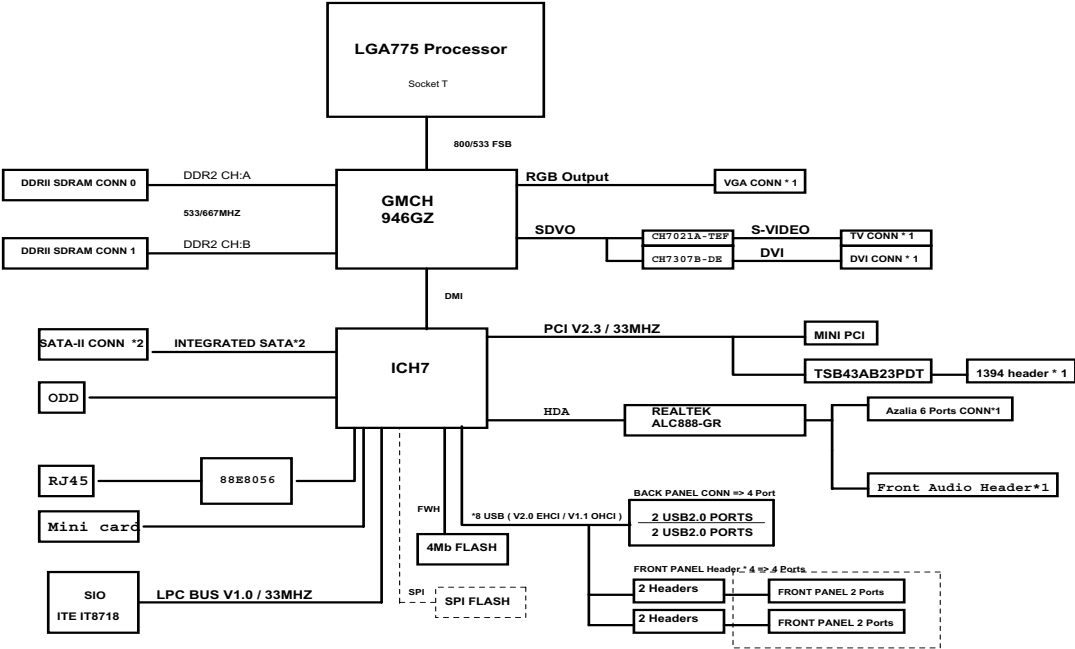 LGA775 Processor
Socket T
800/533 FSB
DDRII SDRAM CONN 0
DDR2 CH:A
533/667MHZ
DDRII SDRAM CONN 1
DDR2 CH:B
GMCH
946GZ
RGB Output
VGA CONN * 1
SDVO
CH7021A-TEF
S-VIDEO
TV CONN * 1
CH7307B-DE
DVI
DVI CONN * 1
DMI
SATA-II CONN *2
INTEGRATED SATA*2
ICH7
PCI V2.3 / 33MHZ
MINI PCI
TSB43AB23PDT
1394 header * 1
ODD
HDA
REALTEK
ALC888-GR
Azalia 6 Ports CONN*1
Front Audio Header*1
RJ45
88E8056
Mini card
FWH
4Mb FLASH
*8 USB ( V2.0 EHCI / V1.1 OHCI )
BACK PANEL CONN => 4 Port
2 USB2.0 PORTS
2 USB2.0 PORTS
FRONT PANEL Header * 4 => 4 Ports
2 Headers
FRONT PANEL 2 Ports
2 Headers
FRONT PANEL 2 Ports
SIO
ITE IT8718
LPC BUS V1.0 / 33MHZ
SPI
SPI FLASH